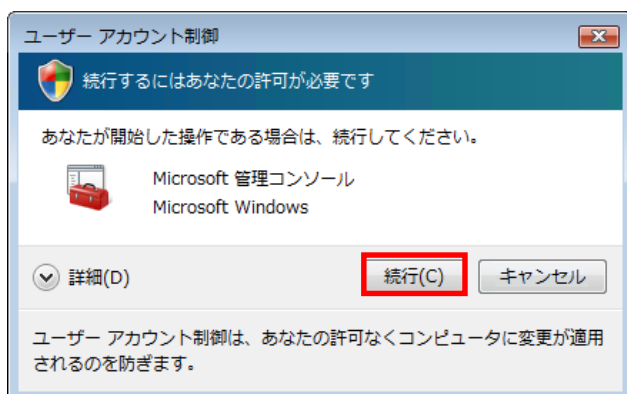 ユーザー アカウント制御
続行するにはあなたの許可が必要です
あなたが開始した操作である場合は、続行してください。
Microsoft 管理コンソール
Microsoft Windows
詳細(D) 続行(C) キャンセル
ユーザー アカウント制御は、あなたの許可なくコンピュータに変更が適用
されるのを防ぎます。